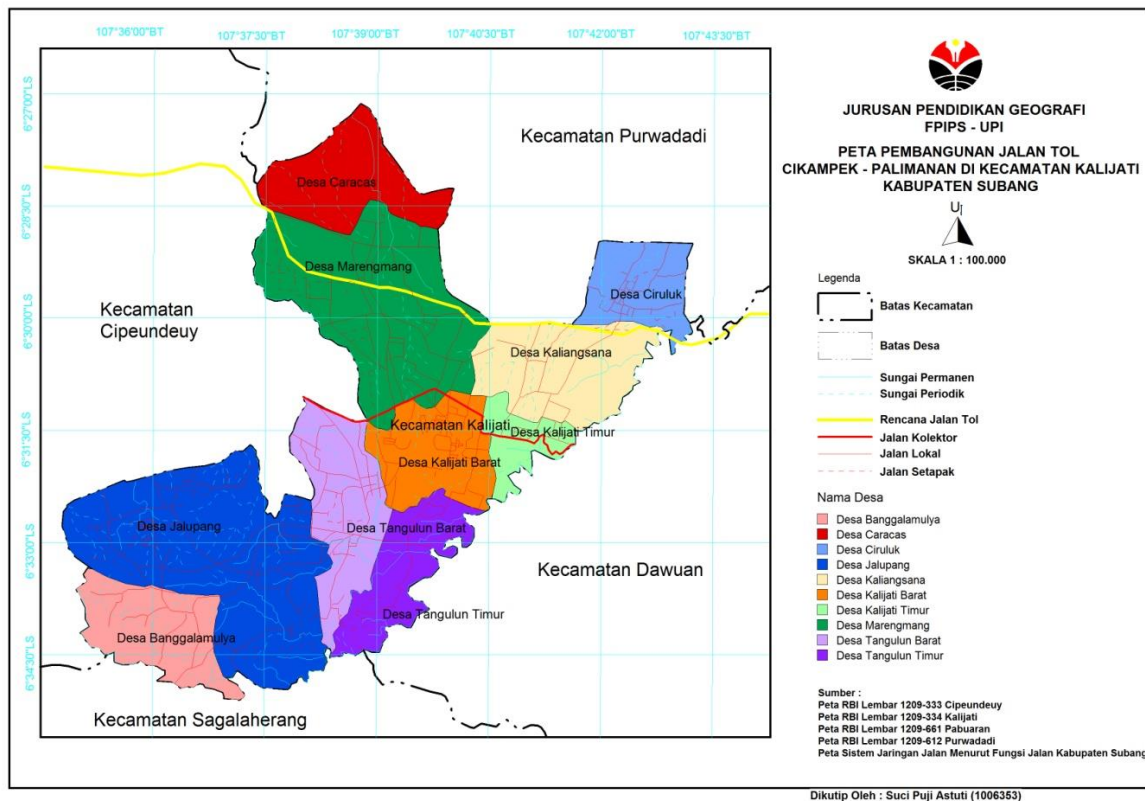 107°36'00"BT
107°37'30"BT
107°39'00"BT
107°40'30"BT
107°42'00"BT
107°43'30"BT
6°27'00"LS
6°28'30"LS
6°30'00"LS
6°31'30"LS
6°33'00"LS
6°34'30"LS
Kecamatan Purwadadi
Desa Caracas
Desa Marengmang
Desa Ciruluk
Kecamatan
Cipeundeuy
Desa Kaliangsana
Kecamatan Kalijati
Desa Kalijati Timur
Desa Kalijati Barat
Desa Jalupang
Desa Tangulun Barat
Kecamatan Dawuan
Desa Tangulun Timur
Desa Banggalamulya
Kecamatan Sagalaherang
JURUSAN PENDIDIKAN GEOGRAFI
FPIPS - UPI
PETA PEMBANGUNAN JALAN TOL
CIKAMPEK - PALIMANAN DI KECAMATAN KALIJATI
KABUPATEN SUBANG
U
SKALA 1 : 100.000
Legenda
Batas Kecamatan
Batas Desa
Sungai Permanen
Sungai Periodik
Rencana Jalan Tol
Jalan Kolektor
Jalan Lokal
Jalan Setapak
Nama Desa
Desa Banggalamulya
Desa Caracas
Desa Ciruluk
Desa Jalupang
Desa Kaliangsana
Desa Kalijati Barat
Desa Kalijati Timur
Desa Marengmang
Desa Tangulun Barat
Desa Tangulun Timur
Sumber :
Peta RBI Lembar 1209-333 Cipeundeuy
Peta RBI Lembar 1209-334 Kalijati
Peta RBI Lembar 1209-661 Pabuaran
Peta RBI Lembar 1209-612 Purwadadi
Peta Sistem Jaringan Jalan Menurut Fungsi Jalan Kabupaten Subang
Dikutip Oleh : Suci Puji Astuti (1006353)